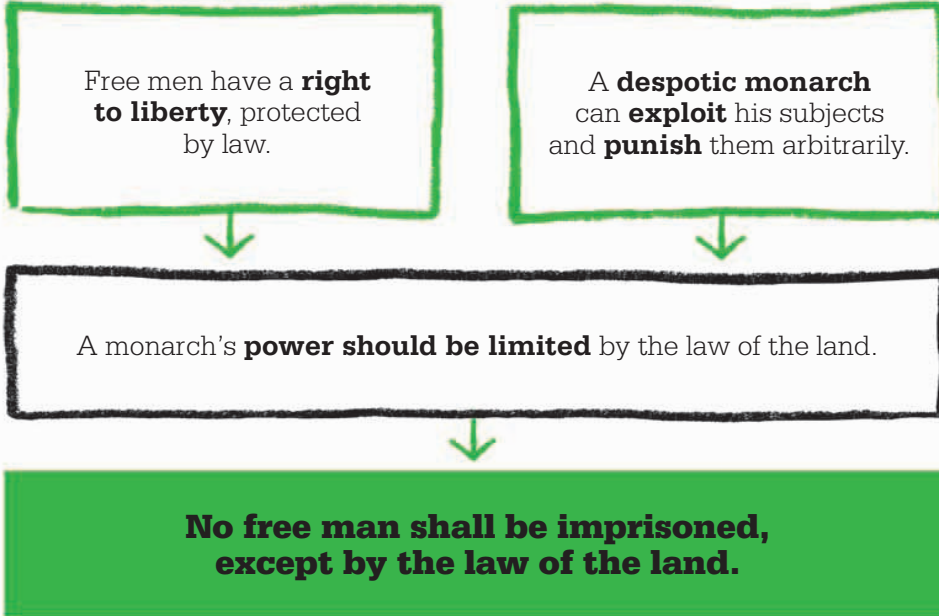 Free men have a right
to liberty, protected
by law.
A despotic monarch
can exploit his subjects
and punish them arbitrarily.
A monarch’s power should be limited by the law of the land.
No free man shall be imprisoned,
except by the law of the land.